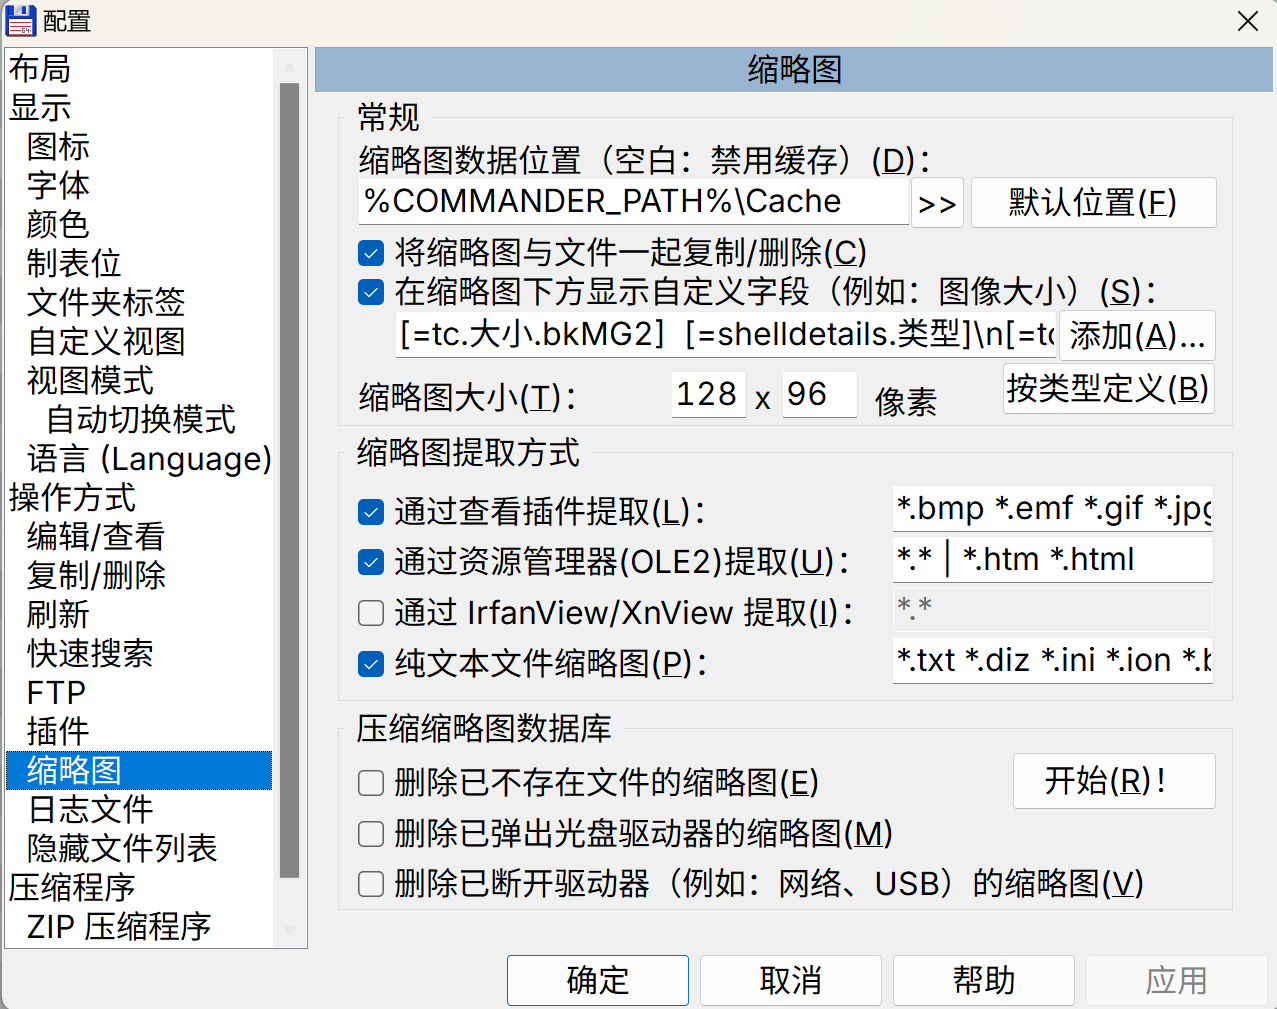 配置
布局
显示
图标
字体
颜色
制表位
文件夹标签
自定义视图
视图模式
自动切换模式
语言 (Language)
操作方式
编辑/查看
复制/删除
刷新
快速搜索
FTP
插件
缩略图
日志文件
隐藏文件列表
压缩程序
ZIP 压缩程序
缩略图
常规
缩略图数据位置（空白：禁用缓存）(D)：
%COMMANDER_PATH%\Cache >> 默认位置(F)
将缩略图与文件一起复制/删除(C)
在缩略图下方显示自定义字段（例如：图像大小）(S)：
[=tc.大小.bkMG2] [=shelldetails.类型]\n[=tc 添加(A)...
缩略图大小(T)： 128 x 96 像素 按类型定义(B)
缩略图提取方式
通过查看插件提取(L)： *.bmp *.emf *.gif *.jpg
通过资源管理器(OLE2)提取(U)： *.* | *.htm *.html
通过 IrfanView/XnView 提取(I)： *.*
纯文本文件缩略图(P)： *.txt *.diz *.ini *.ion *.b
压缩缩略图数据库
删除已不存在文件的缩略图(E) 开始(R)！
删除已弹出光盘驱动器的缩略图(M)
删除已断开驱动器（例如：网络、USB）的缩略图(V)
确定 取消 帮助 应用